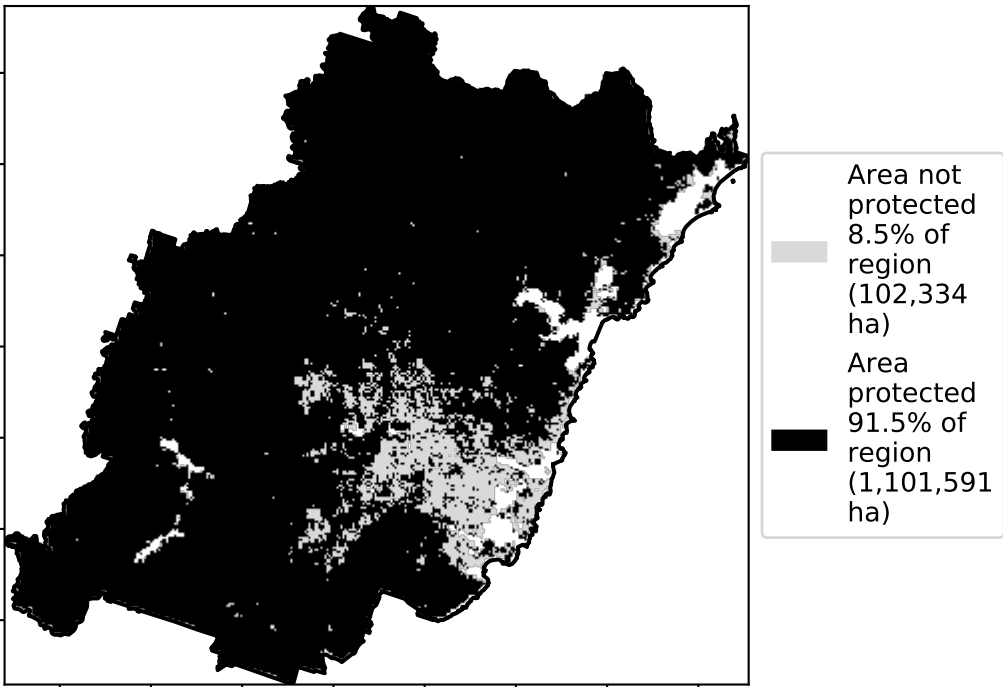 Area not
protected
8.5% of
region
(102,334
ha)
Area
protected
91.5% of
region
(1,101,591
ha)